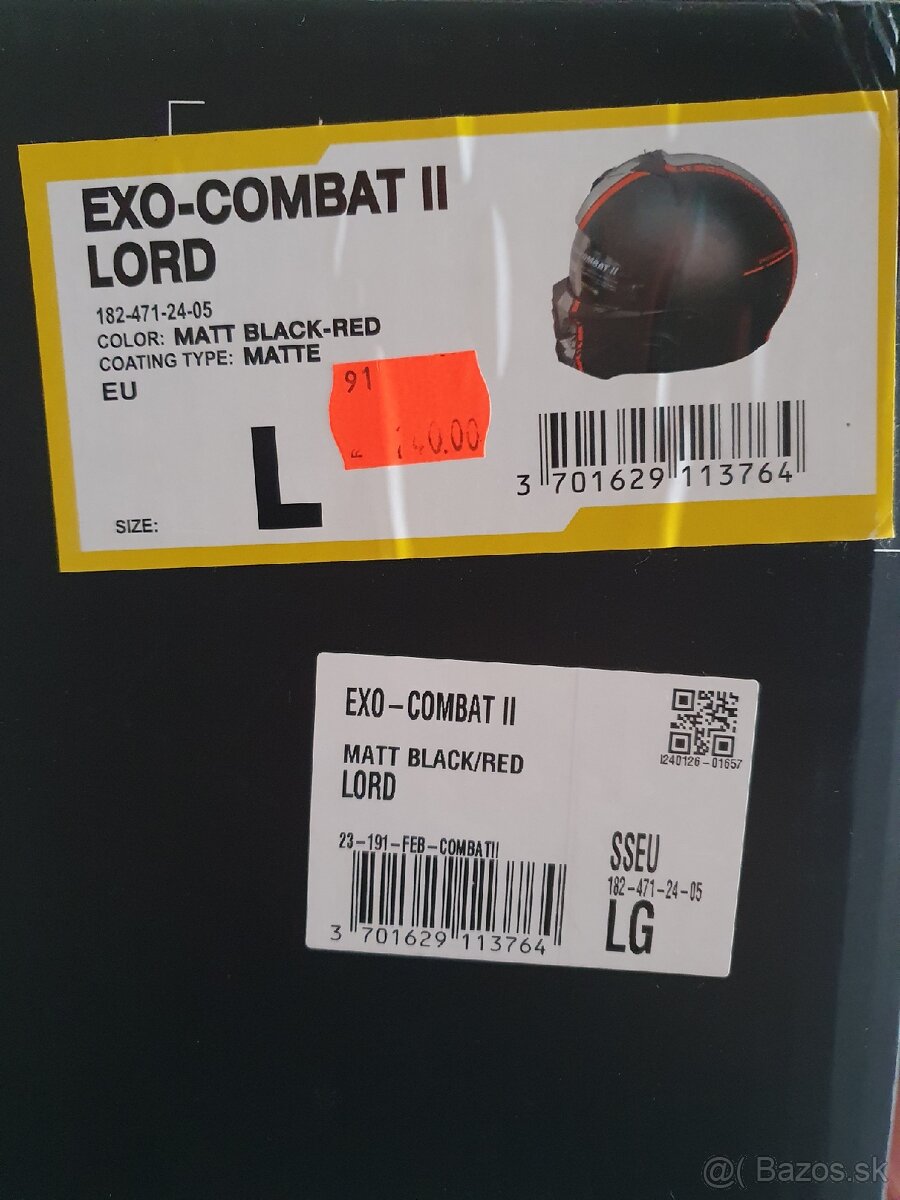 EXO-COMBAT II
LORD
182-471-24-05
COLOR: MATT BLACK-RED
COATING TYPE: MATTE
EU
91
SIZE: L
COMBAT II
3 701629 113764
EXO-COMBAT II
MATT BLACK/RED
LORD
I240126-01657
23-191-FEB-COMBATII
3 701629 113764
SSEU
182-471-24-05
LG
@( Bazos.sk